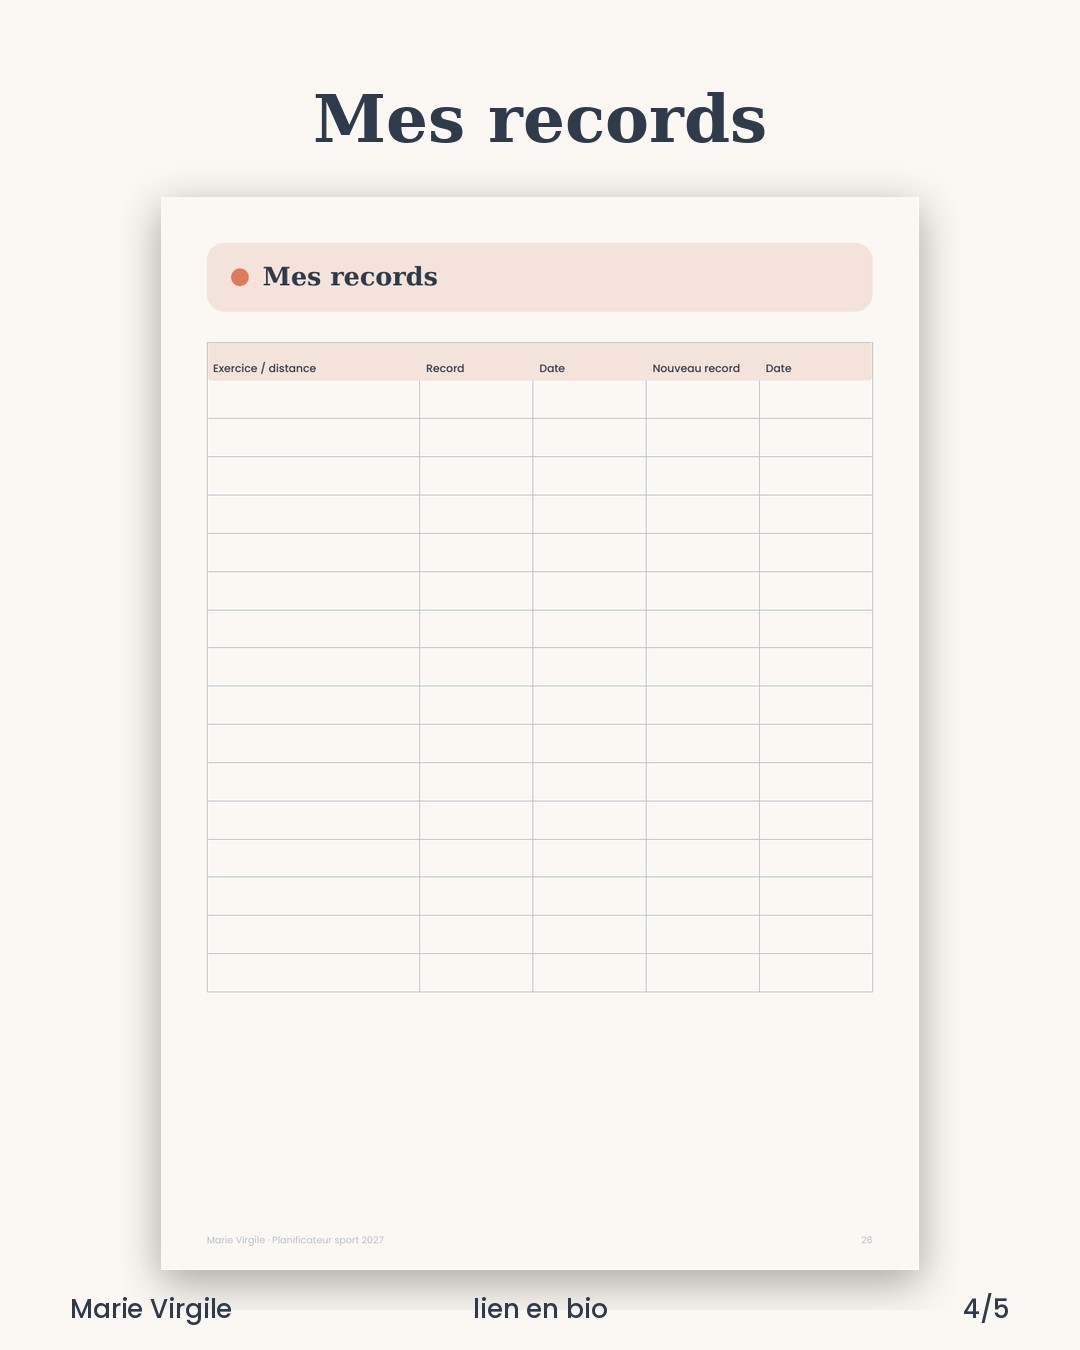 Mes records
Mes records
Exercice / distance Record Date Nouveau record Date
Marie Virgile · Planificateur sport 2027 26
Marie Virgile lien en bio 4/5